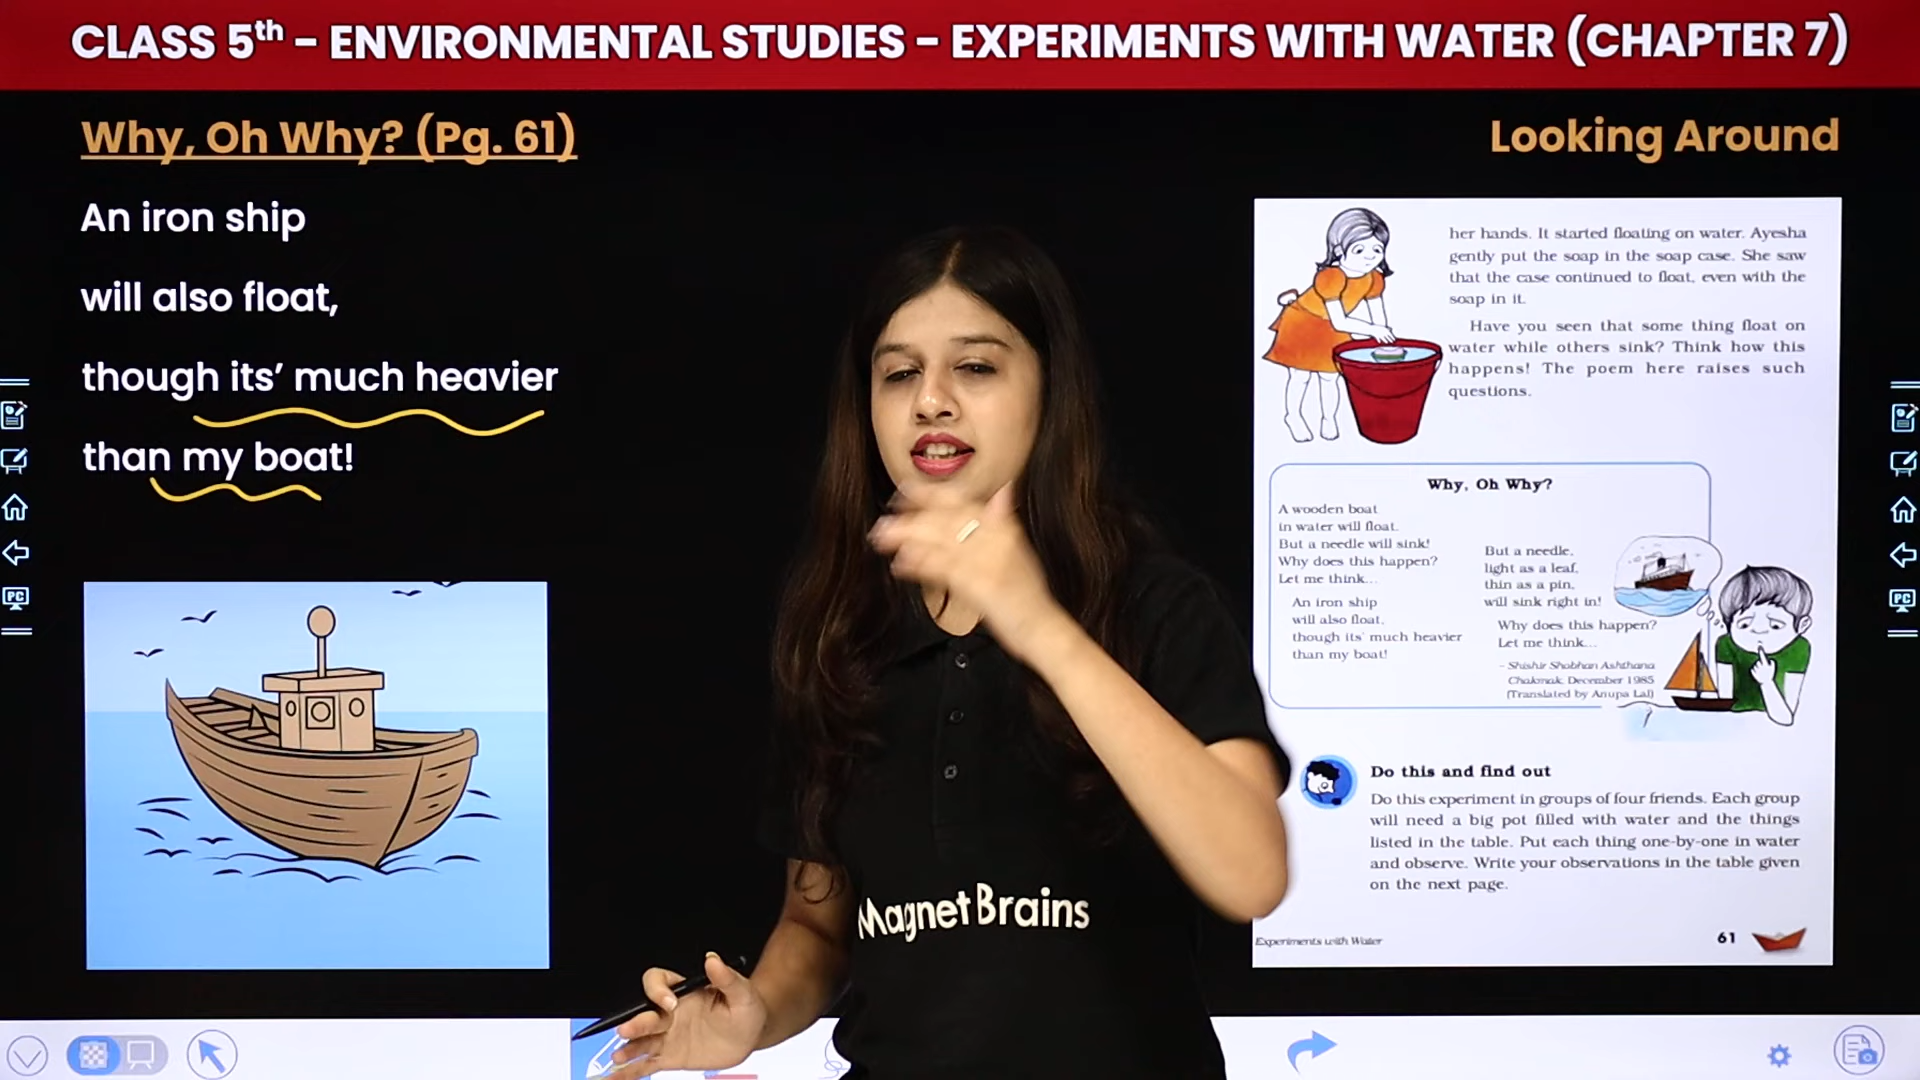 CLASS 5th – ENVIRONMENTAL STUDIES – EXPERIMENTS WITH WATER (CHAPTER 7)
Why, Oh Why? (Pg. 61)
An iron ship
will also float,
though its’ much heavier
than my boat!
Looking Around
her hands. It started floating on water. Ayesha
gently put the soap in the soap case. She saw
that the case continued to float, even with the
soap in it.
Have you seen that some thing float on
water while others sink? Think how this
happens! The poem here raises such
questions.
Why, Oh Why?
A wooden boat
in water will float.
But a needle will sink!
Why does this happen?
Let me think...
An iron ship
will also float,
though its’ much heavier
than my boat!
But a needle,
light as a leaf,
thin as a pin,
will sink right in!
Why does this happen?
Let me think...
– Shishir Shobhan Ashthana
Chakmak, December 1985
(Translated by Anupa Lal)
Do this and find out
Do this experiment in groups of four friends. Each group
will need a big pot filled with water and the things
listed in the table. Put each thing one-by-one in water
and observe. Write your observations in the table given
on the next page.
Experiments with Water
61
MagnetBrains
PC
PC